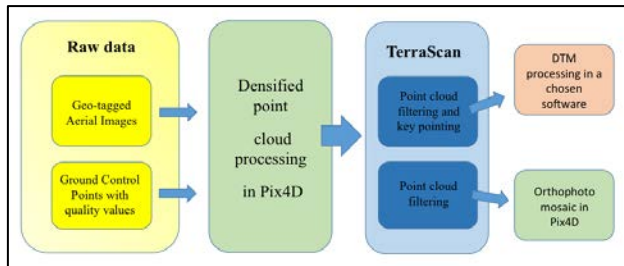 Raw data
Geo-tagged
Aerial Images
Ground Control
Points with
quality values
Densified
point
cloud
processing
in Pix4D
TerraScan
Point cloud
filtering and
key pointing
Point cloud
filtering
DTM
processing in a
chosen software
Orthophoto
mosaic in
Pix4D